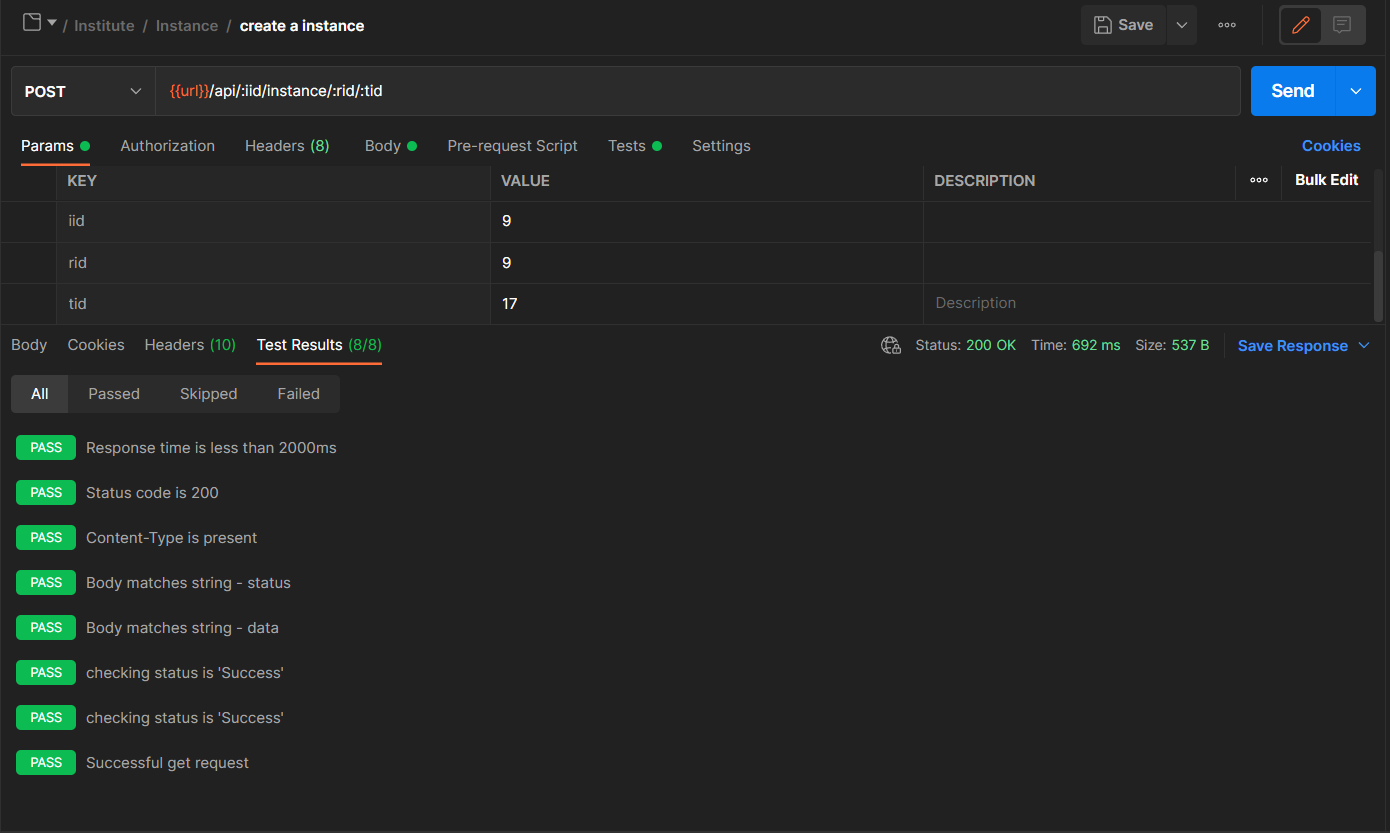 / Institute / Instance / create a instance
Save
POST
{{url}}/api/:iid/instance/:rid/:tid
Send
Params Authorization Headers (8) Body Pre-request Script Tests Settings Cookies
KEY VALUE DESCRIPTION Bulk Edit
iid 9
rid 9
tid 17 Description
Body Cookies Headers (10) Test Results (8/8) Status: 200 OK Time: 692 ms Size: 537 B Save Response
All Passed Skipped Failed
PASS Response time is less than 2000ms
PASS Status code is 200
PASS Content-Type is present
PASS Body matches string - status
PASS Body matches string - data
PASS checking status is 'Success'
PASS checking status is 'Success'
PASS Successful get request